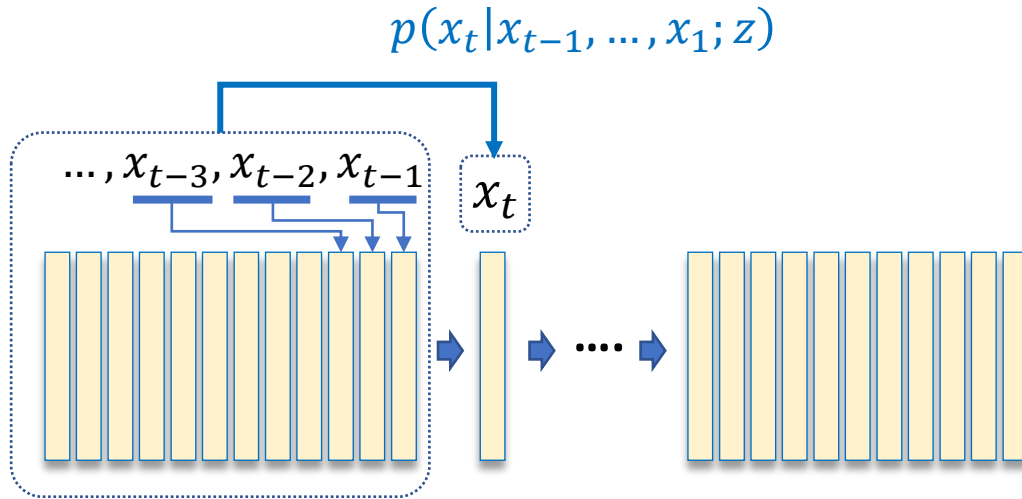 p(x_t|x_{t−1}, …, x_1; z)
…, x_{t−3}, x_{t−2}, x_{t−1}
x_t
....